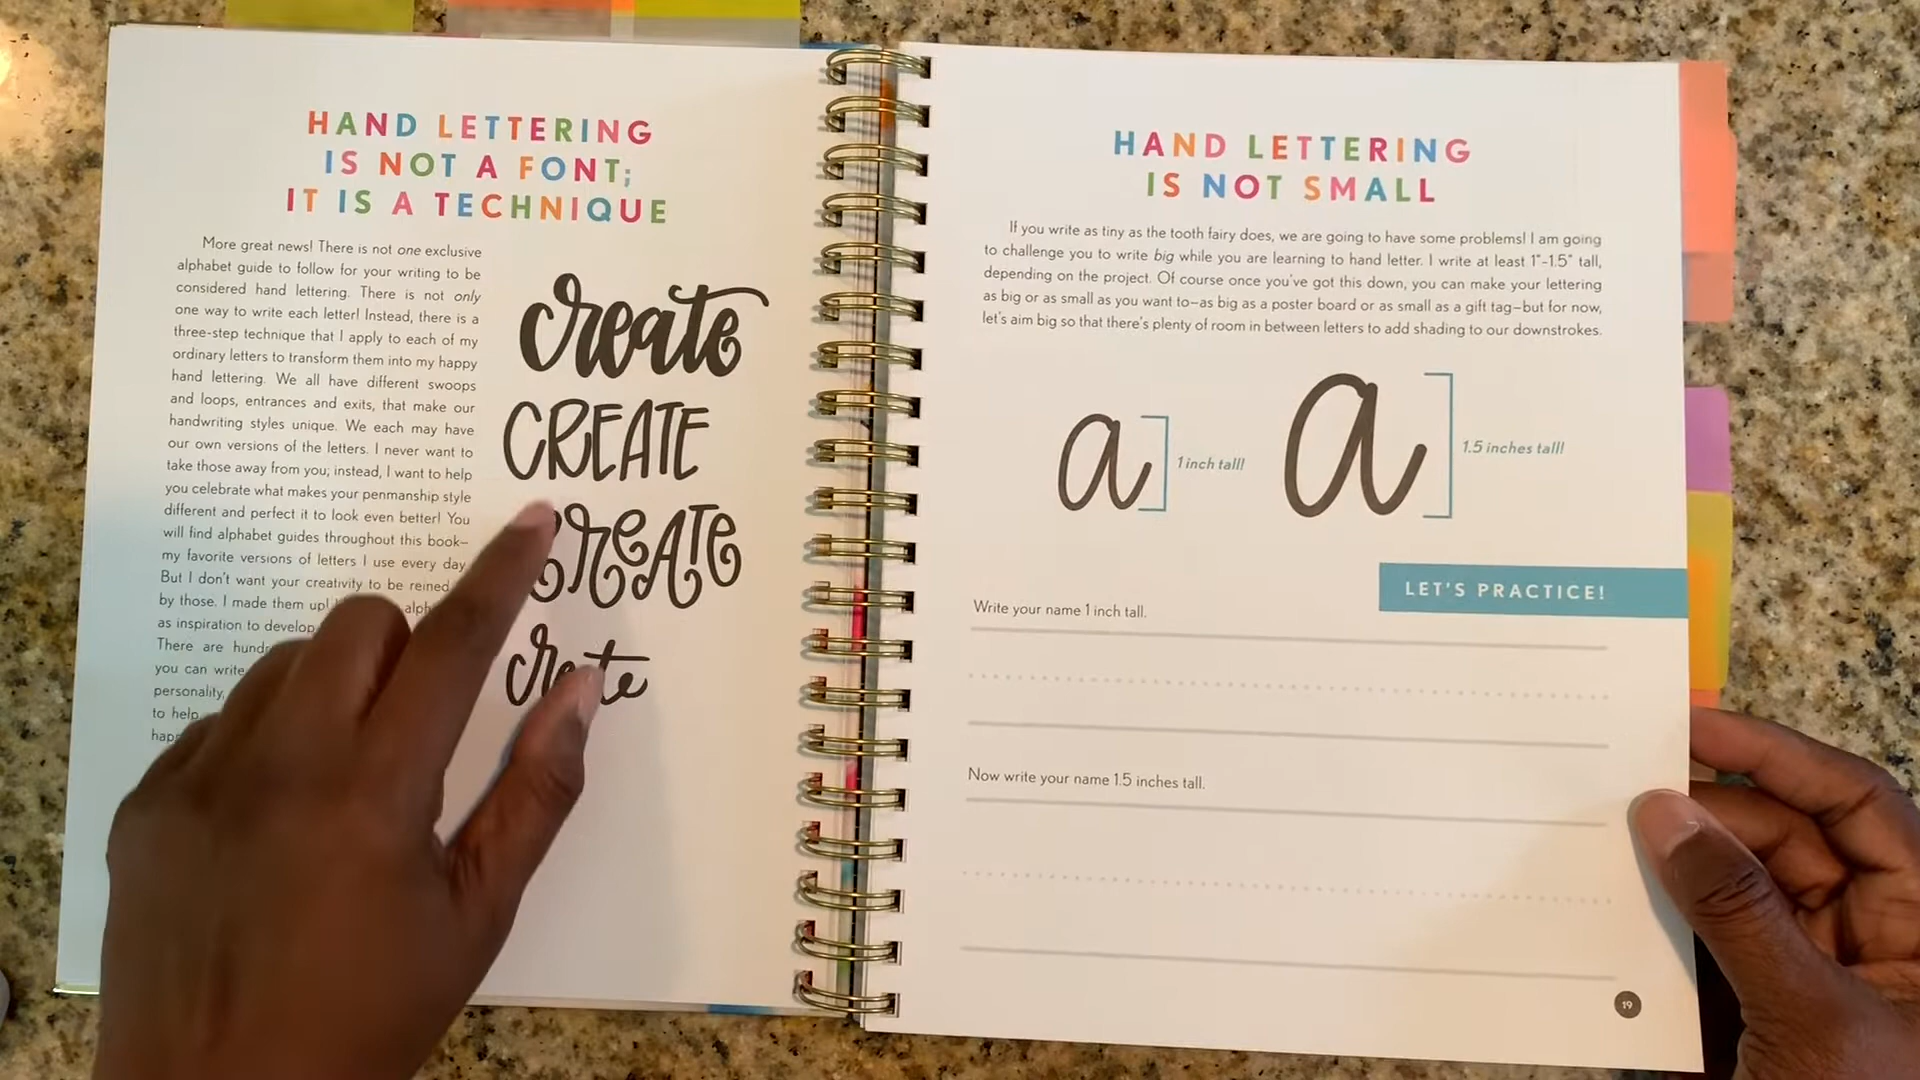 HAND LETTERING
IS NOT A FONT;
IT IS A TECHNIQUE
More great news! There is not one exclusive
alphabet guide to follow for your writing to be
considered hand lettering. There is not only
one way to write each letter! Instead, there is a
three-step technique that I apply to each of my
ordinary letters to transform them into my happy
hand lettering. We all have different swoops
and loops, entrances and exits, that make our
handwriting styles unique. We each may have
our own versions of the letters. I never want to
take those away from you; instead, I want to help
you celebrate what makes your penmanship style
different and perfect it to look even better! You
will find alphabet guides throughout this book–
my favorite versions of letters I use every day.
But I don't want your creativity to be reined
by those. I made them up!
as inspiration to develop
There are
you can write
personality,
to help
create
CREATE
CREATE
create
HAND LETTERING
IS NOT SMALL
If you write as tiny as the tooth fairy does, we are going to have some problems! I am going
to challenge you to write big while you are learning to hand letter. I write at least 1"-1.5" tall,
depending on the project. Of course once you've got this down, you can make your lettering
as big or as small as you want to–as big as a poster board or as small as a gift tag–but for now,
let's aim big so that there's plenty of room in between letters to add shading to our downstrokes.
a 1 inch tall!
a 1.5 inches tall!
LET'S PRACTICE!
Write your name 1 inch tall.
Now write your name 1.5 inches tall.
19